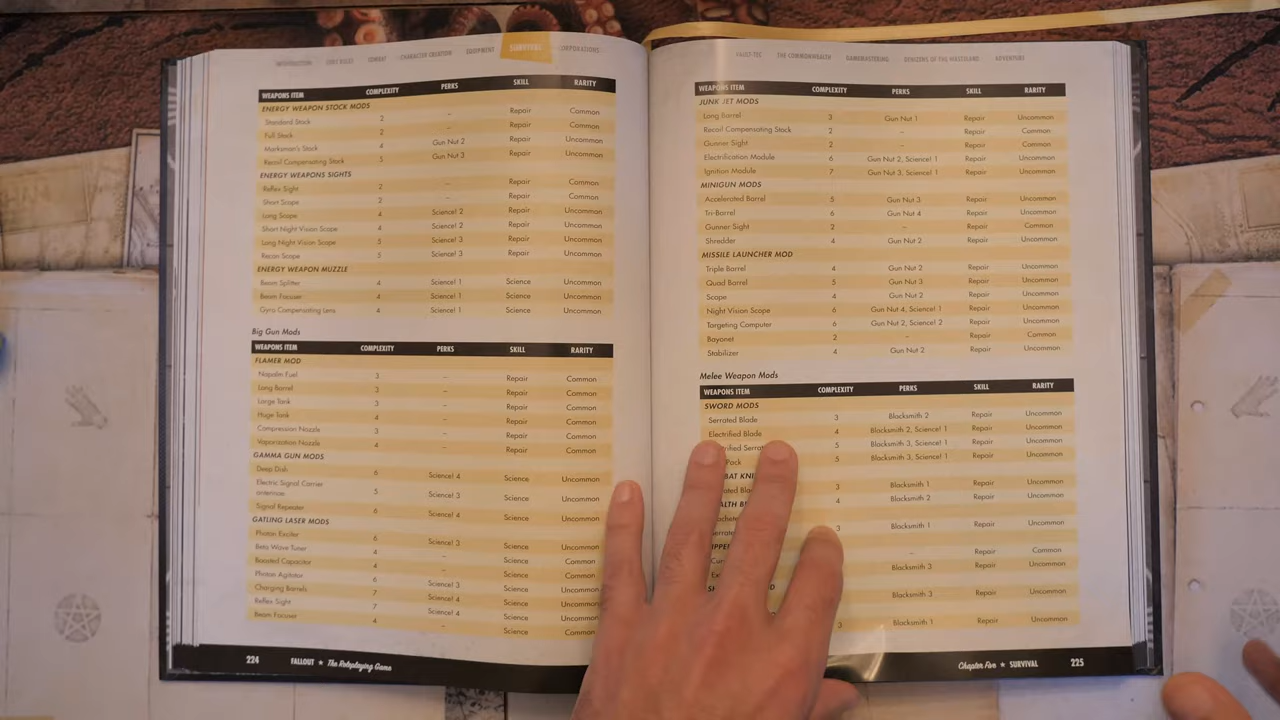 INTRODUCTION CORE RULES COMBAT CHARACTER CREATION EQUIPMENT SURVIVAL CORPORATIONS
WEAPONS ITEM COMPLEXITY PERKS SKILL RARITY
ENERGY WEAPON STOCK MODS
Standard Stock 2 – Repair Common
Full Stock 2 – Repair Common
Marksman's Stock 4 Gun Nut 2 Repair Uncommon
Recoil Compensating Stock 5 Gun Nut 3 Repair Uncommon
ENERGY WEAPONS SIGHTS
Reflex Sight 2 – Repair Common
Short Scope 2 – Repair Common
Long Scope 4 Science! 2 Repair Uncommon
Short Night Vision Scope 4 Science! 2 Repair Uncommon
Long Night Vision Scope 5 Science! 3 Repair Uncommon
Recon Scope 5 Science! 3 Repair Uncommon
ENERGY WEAPON MUZZLE
Beam Splitter 4 Science! 1 Science Uncommon
Beam Focuser 4 Science! 1 Science Uncommon
Gyro Compensating Lens 4 Science! 1 Science Uncommon
Big Gun Mods
WEAPONS ITEM COMPLEXITY PERKS SKILL RARITY
FLAMER MOD
Napalm Fuel 3 – Repair Common
Long Barrel 3 – Repair Common
Large Tank 3 – Repair Common
Huge Tank 4 – Repair Common
Compression Nozzle 3 – Repair Common
Vaporization Nozzle 4 – Repair Common
GAMMA GUN MODS
Deep Dish 6 Science! 4 Science Uncommon
Electric Signal Carrier
antennae 5 Science! 3 Science Uncommon
Signal Repeater 6 Science! 4 Science Uncommon
GATLING LASER MODS
Photon Exciter 6 Science! 3 Science Uncommon
Beta Wave Tuner 4 – Science Common
Boosted Capacitor 4 – Science Common
Photon Agitator 6 Science! 3 Science Uncommon
Charging Barrels 7 Science! 4 Science Uncommon
Reflex Sight 7 Science! 4 Science Uncommon
Beam Focuser 4 – Science Common
224 FALLOUT ★ The Roleplaying Game
VAULT-TEC THE COMMONWEALTH GAMEMASTERING DENIZENS OF THE WASTELAND ADVENTURE
WEAPONS ITEM COMPLEXITY PERKS SKILL RARITY
JUNK JET MODS
Long Barrel 3 Gun Nut 1 Repair Uncommon
Recoil Compensating Stock 2 – Repair Common
Gunner Sight 2 – Repair Common
Electrification Module 6 Gun Nut 2, Science! 1 Repair Uncommon
Ignition Module 7 Gun Nut 3, Science! 1 Repair Uncommon
MINIGUN MODS
Accelerated Barrel 5 Gun Nut 3 Repair Uncommon
Tri-Barrel 6 Gun Nut 4 Repair Uncommon
Gunner Sight 2 – Repair Common
Shredder 4 Gun Nut 2 Repair Uncommon
MISSILE LAUNCHER MOD
Triple Barrel 4 Gun Nut 2 Repair Uncommon
Quad Barrel 5 Gun Nut 3 Repair Uncommon
Scope 4 Gun Nut 2 Repair Uncommon
Night Vision Scope 6 Gun Nut 4, Science! 1 Repair Uncommon
Targeting Computer 6 Gun Nut 2, Science! 2 Repair Uncommon
Bayonet 2 – Repair Common
Stabilizer 4 Gun Nut 2 Repair Uncommon
Melee Weapon Mods
WEAPONS ITEM COMPLEXITY PERKS SKILL RARITY
SWORD MODS
Serrated Blade 3 Blacksmith 2 Repair Uncommon
Electrified Blade 4 Blacksmith 2, Science! 1 Repair Uncommon
5 Blacksmith 3, Science! 1 Repair Uncommon
Pack 5 Blacksmith 3, Science! 1 Repair Uncommon
3 Blacksmith 1 Repair Uncommon
4 Blacksmith 2 Repair Uncommon
3 Blacksmith 1 Repair Uncommon
– Repair Common
Blacksmith 3 Repair Uncommon
Blacksmith 3 Repair Uncommon
3 Blacksmith 1 Repair Uncommon
Chapter Five ★ SURVIVAL 225